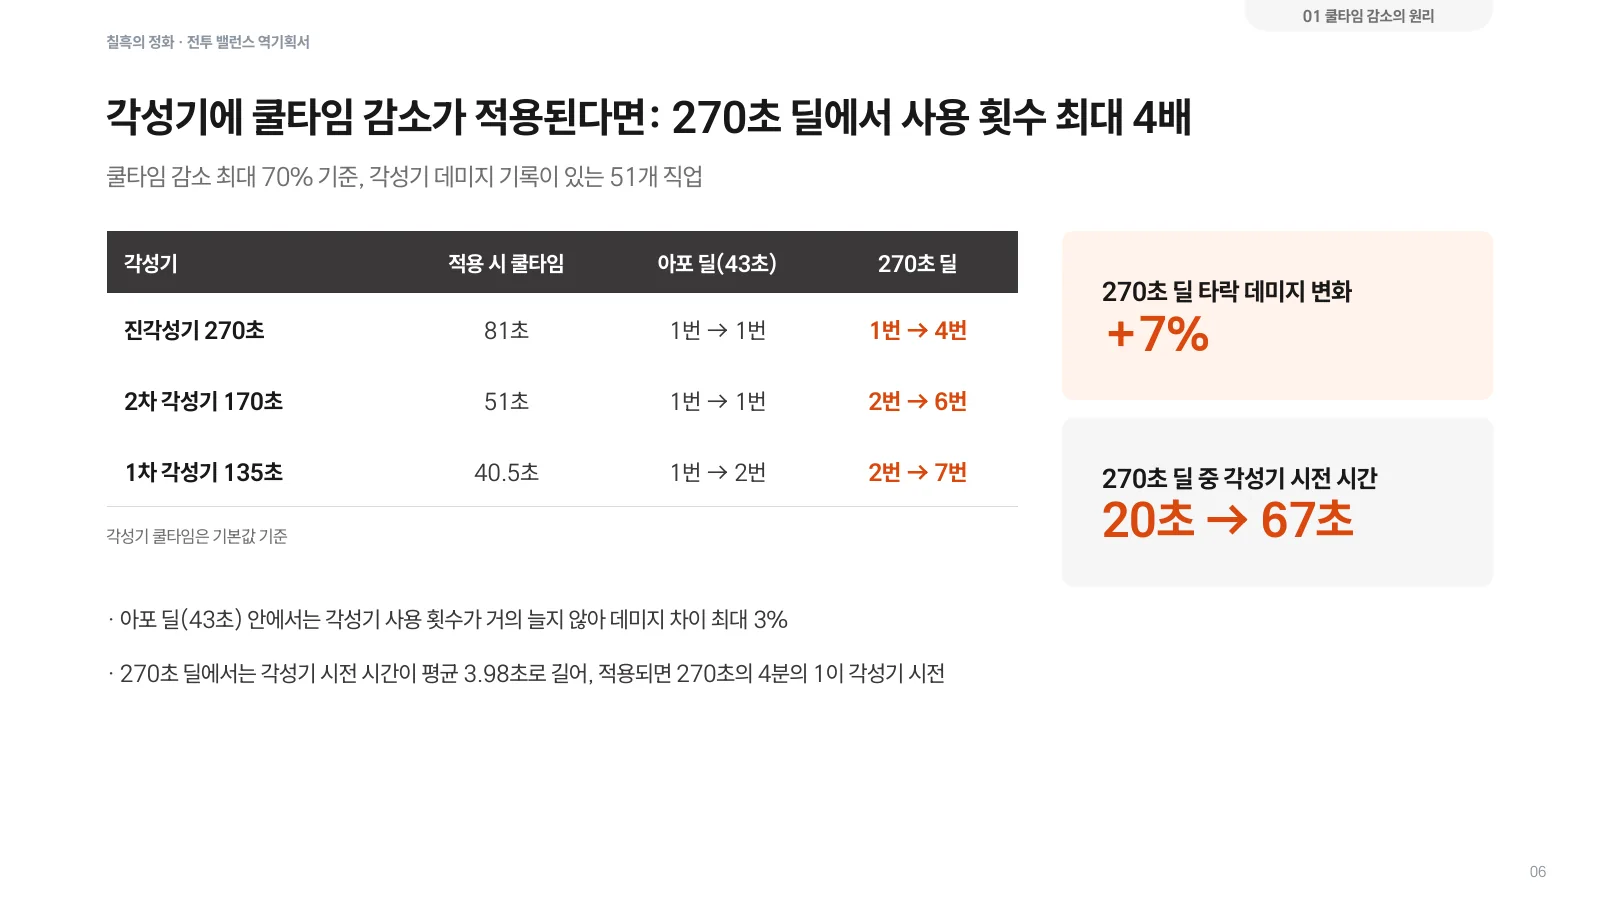 01 쿨타임 감소의 원리
칠흑의 정화 · 전투 밸런스 역기획서
각성기에 쿨타임 감소가 적용된다면: 270초 딜에서 사용 횟수 최대 4배
쿨타임 감소 최대 70% 기준, 각성기 데미지 기록이 있는 51개 직업
각성기 적용 시 쿨타임 아포 딜(43초) 270초 딜
진각성기 270초 81초 1번 → 1번 1번 → 4번
2차 각성기 170초 51초 1번 → 1번 2번 → 6번
1차 각성기 135초 40.5초 1번 → 2번 2번 → 7번
각성기 쿨타임은 기본값 기준
270초 딜 타락 데미지 변화
+7%
270초 딜 중 각성기 시전 시간
20초 → 67초
· 아포 딜(43초) 안에서는 각성기 사용 횟수가 거의 늘지 않아 데미지 차이 최대 3%
· 270초 딜에서는 각성기 시전 시간이 평균 3.98초로 길어, 적용되면 270초의 4분의 1이 각성기 시전
06